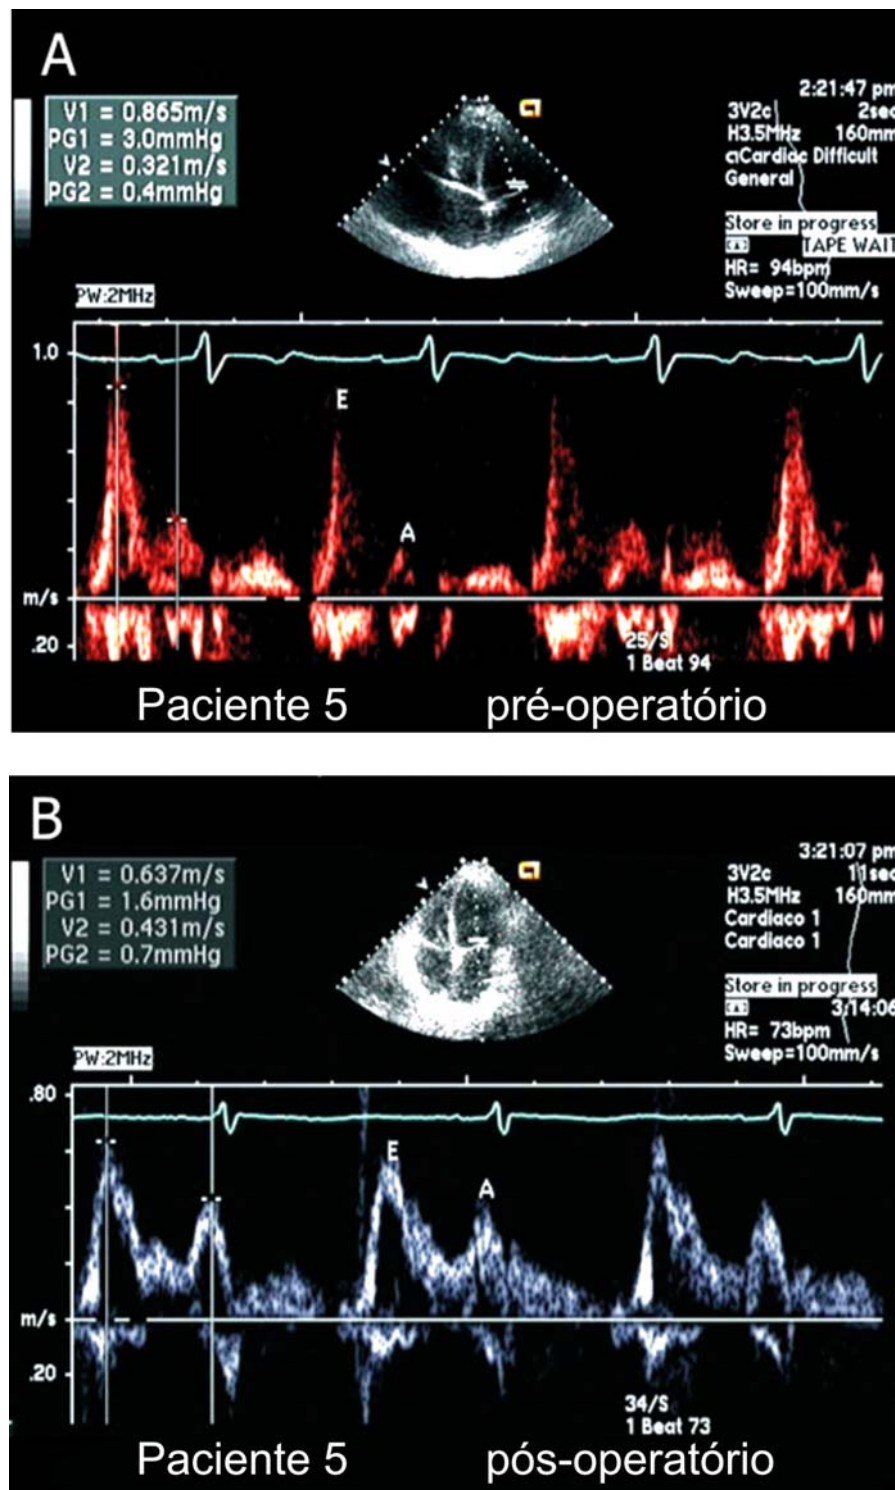 A
V1 = 0.865m/s
PG1 = 3.0mmHg
V2 = 0.321m/s
PG2 = 0.4mmHg
2:21:47 pm
3V2c 2sec
H3.5MHz 160mm
Cardiac Difficult
General
Store in progress
TAPE WAIT
HR= 94bpm
Sweep=100mm/s
PW:2MHz
1.0
E
A
m/s
.20
25/S
1 Beat 94
Paciente 5 pré-operatório
B
V1 = 0.637m/s
PG1 = 1.6mmHg
V2 = 0.431m/s
PG2 = 0.7mmHg
3:21:07 pm
3V2c 11sec
H3.5MHz 160mm
Cardiaco 1
Cardiaco 1
Store in progress
3:14:06
HR= 73bpm
Sweep=100mm/s
PW:2MHz
.80
E
A
m/s
.20
34/S
1 Beat 73
Paciente 5 pós-operatório